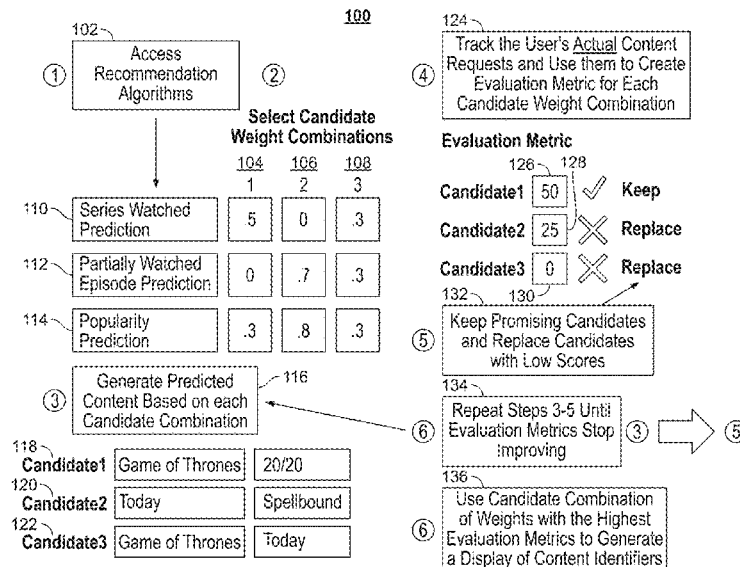 100
102
1
Access
Recommendation
Algorithms
2
Select Candidate
Weight Combinations
104 106 108
1 2 3
110
Series Watched
Prediction
.5 0 .3
112
Partially Watched
Episode Prediction
0 .7 .3
114
Popularity
Prediction
.3 .8 .3
3
Generate Predicted
Content Based on each
Candidate Combination
116
118
Candidate1 Game of Thrones 20/20
120
Candidate2 Today Spellbound
122
Candidate3 Game of Thrones Today
124
4
Track the User's Actual Content
Requests and Use them to Create
Evaluation Metric for Each
Candidate Weight Combination
Evaluation Metric
126 128
Candidate1 50 Keep
Candidate2 25 Replace
Candidate3 0 Replace
130
132
5
Keep Promising Candidates
and Replace Candidates
with Low Scores
134
6
Repeat Steps 3-5 Until
Evaluation Metrics Stop
Improving
3 5
136
6
Use Candidate Combination
of Weights with the Highest
Evaluation Metrics to Generate
a Display of Content Identifiers